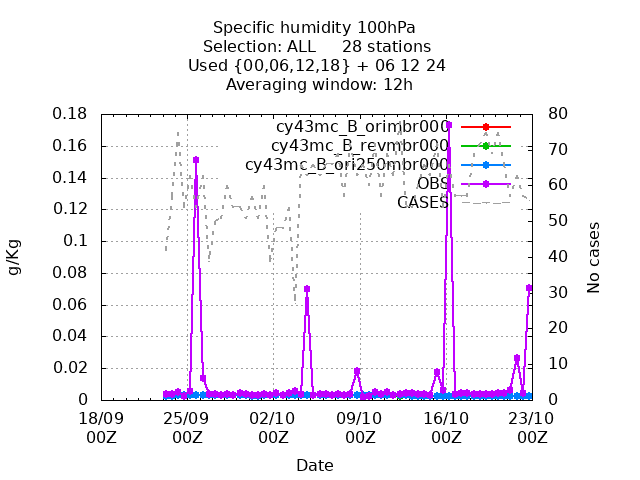 Specific humidity 100hPa
Selection: ALL     28 stations
Used {00,06,12,18} + 06 12 24
Averaging window: 12h
cy43mc_B_orimbr000
cy43mc_B_revmbr000
cy43mc_B_ori250mbr000
OBS
CASES
0.18
0.16
0.14
0.12
0.1
0.08
0.06
0.04
0.02
0
80
70
60
50
40
30
20
10
0
g/Kg
No cases
18/09 25/09 02/10 09/10 16/10 23/10
00Z 00Z 00Z 00Z 00Z 00Z
Date